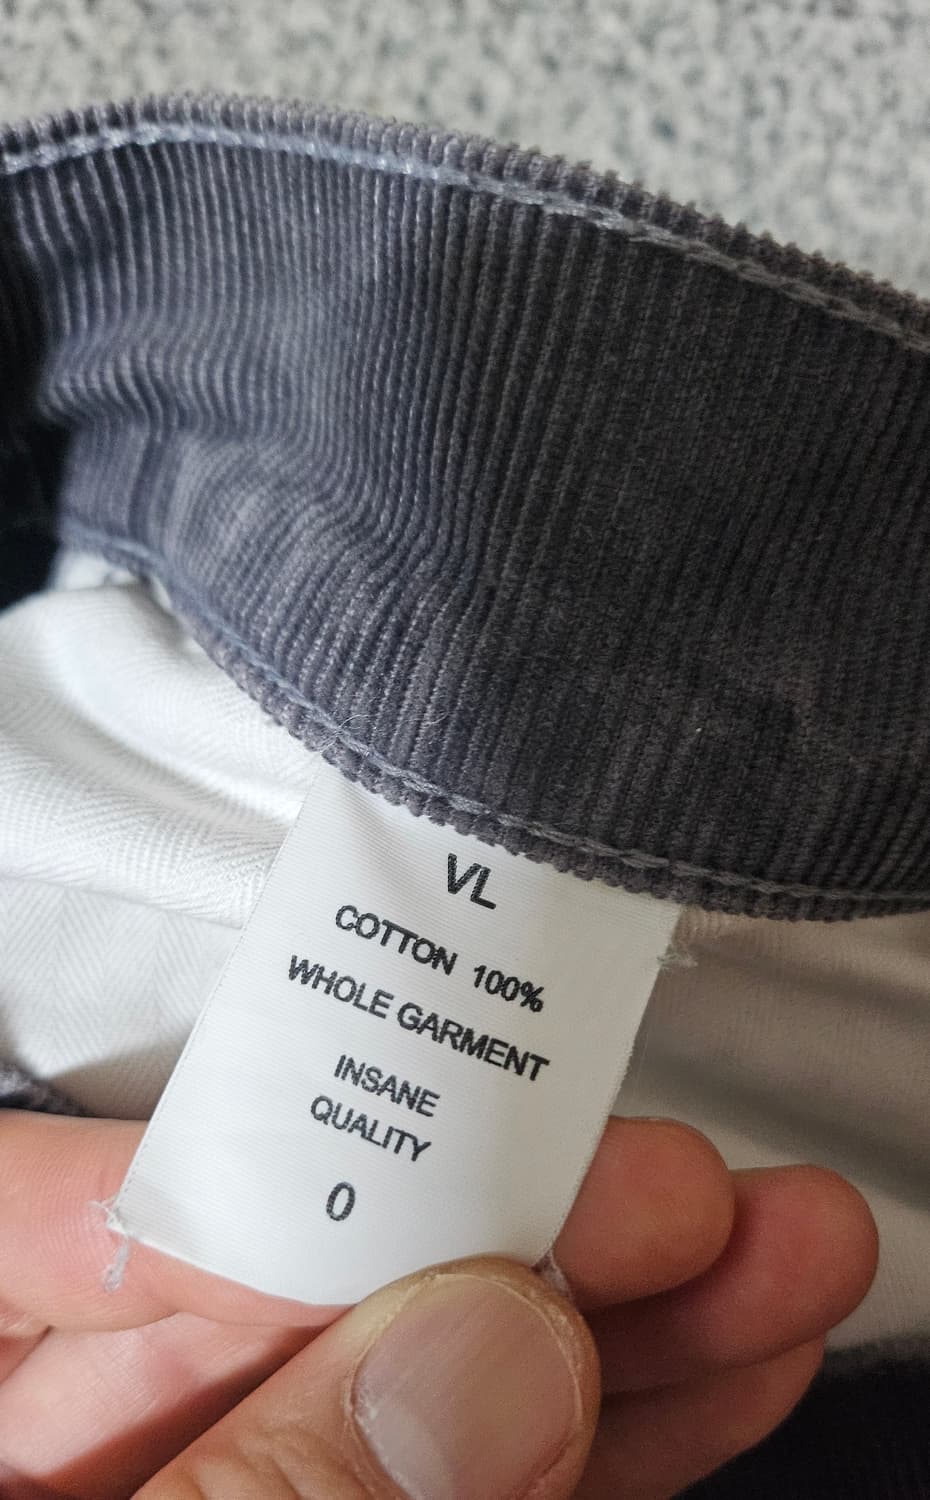 VL
COTTON 100%
WHOLE GARMENT
INSANE
QUALITY
0